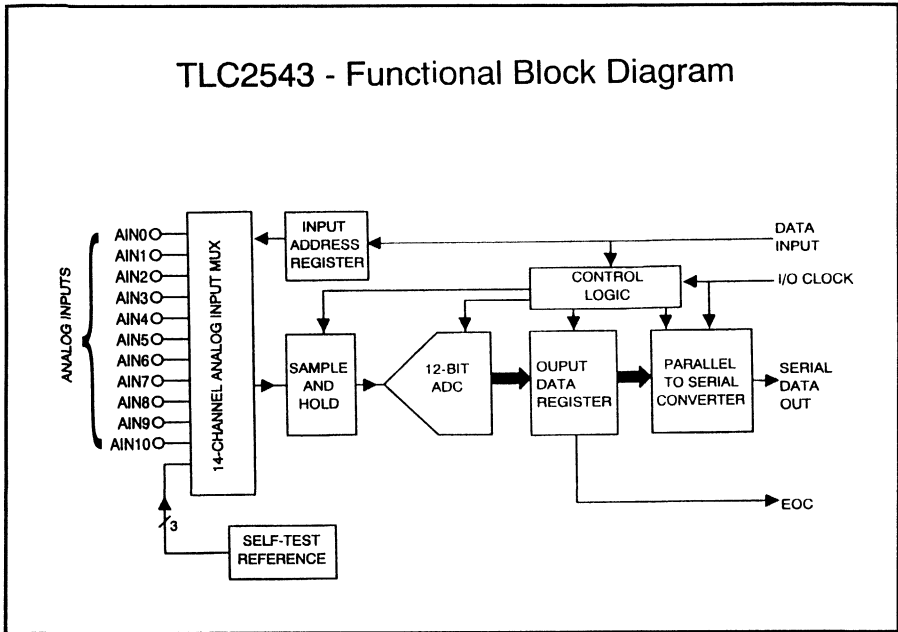 TLC2543 - Functional Block Diagram
ANALOG INPUTS
AIN0
AIN1
AIN2
AIN3
AIN4
AIN5
AIN6
AIN7
AIN8
AIN9
AIN10
14-CHANNEL ANALOG INPUT MUX
3
SELF-TEST
REFERENCE
INPUT
ADDRESS
REGISTER
SAMPLE
AND
HOLD
12-BIT
ADC
CONTROL
LOGIC
OUPUT
DATA
REGISTER
PARALLEL
TO SERIAL
CONVERTER
DATA
INPUT
I/O CLOCK
SERIAL
DATA
OUT
EOC